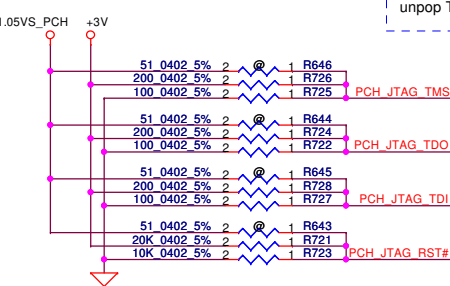 unpop T
1.05VS_PCH +3V
51_0402_5% 2 @ 1 R646
200_0402_5% 2 1 R726
100_0402_5% 2 1 R725 PCH_JTAG_TMS
51_0402_5% 2 @ 1 R644
200_0402_5% 2 1 R724
100_0402_5% 2 1 R722 PCH_JTAG_TDO
51_0402_5% 2 @ 1 R645
200_0402_5% 2 1 R728
100_0402_5% 2 1 R727 PCH_JTAG_TDI
51_0402_5% 2 @ 1 R643
20K_0402_5% 2 1 R721
10K_0402_5% 2 1 R723 PCH_JTAG_RST#